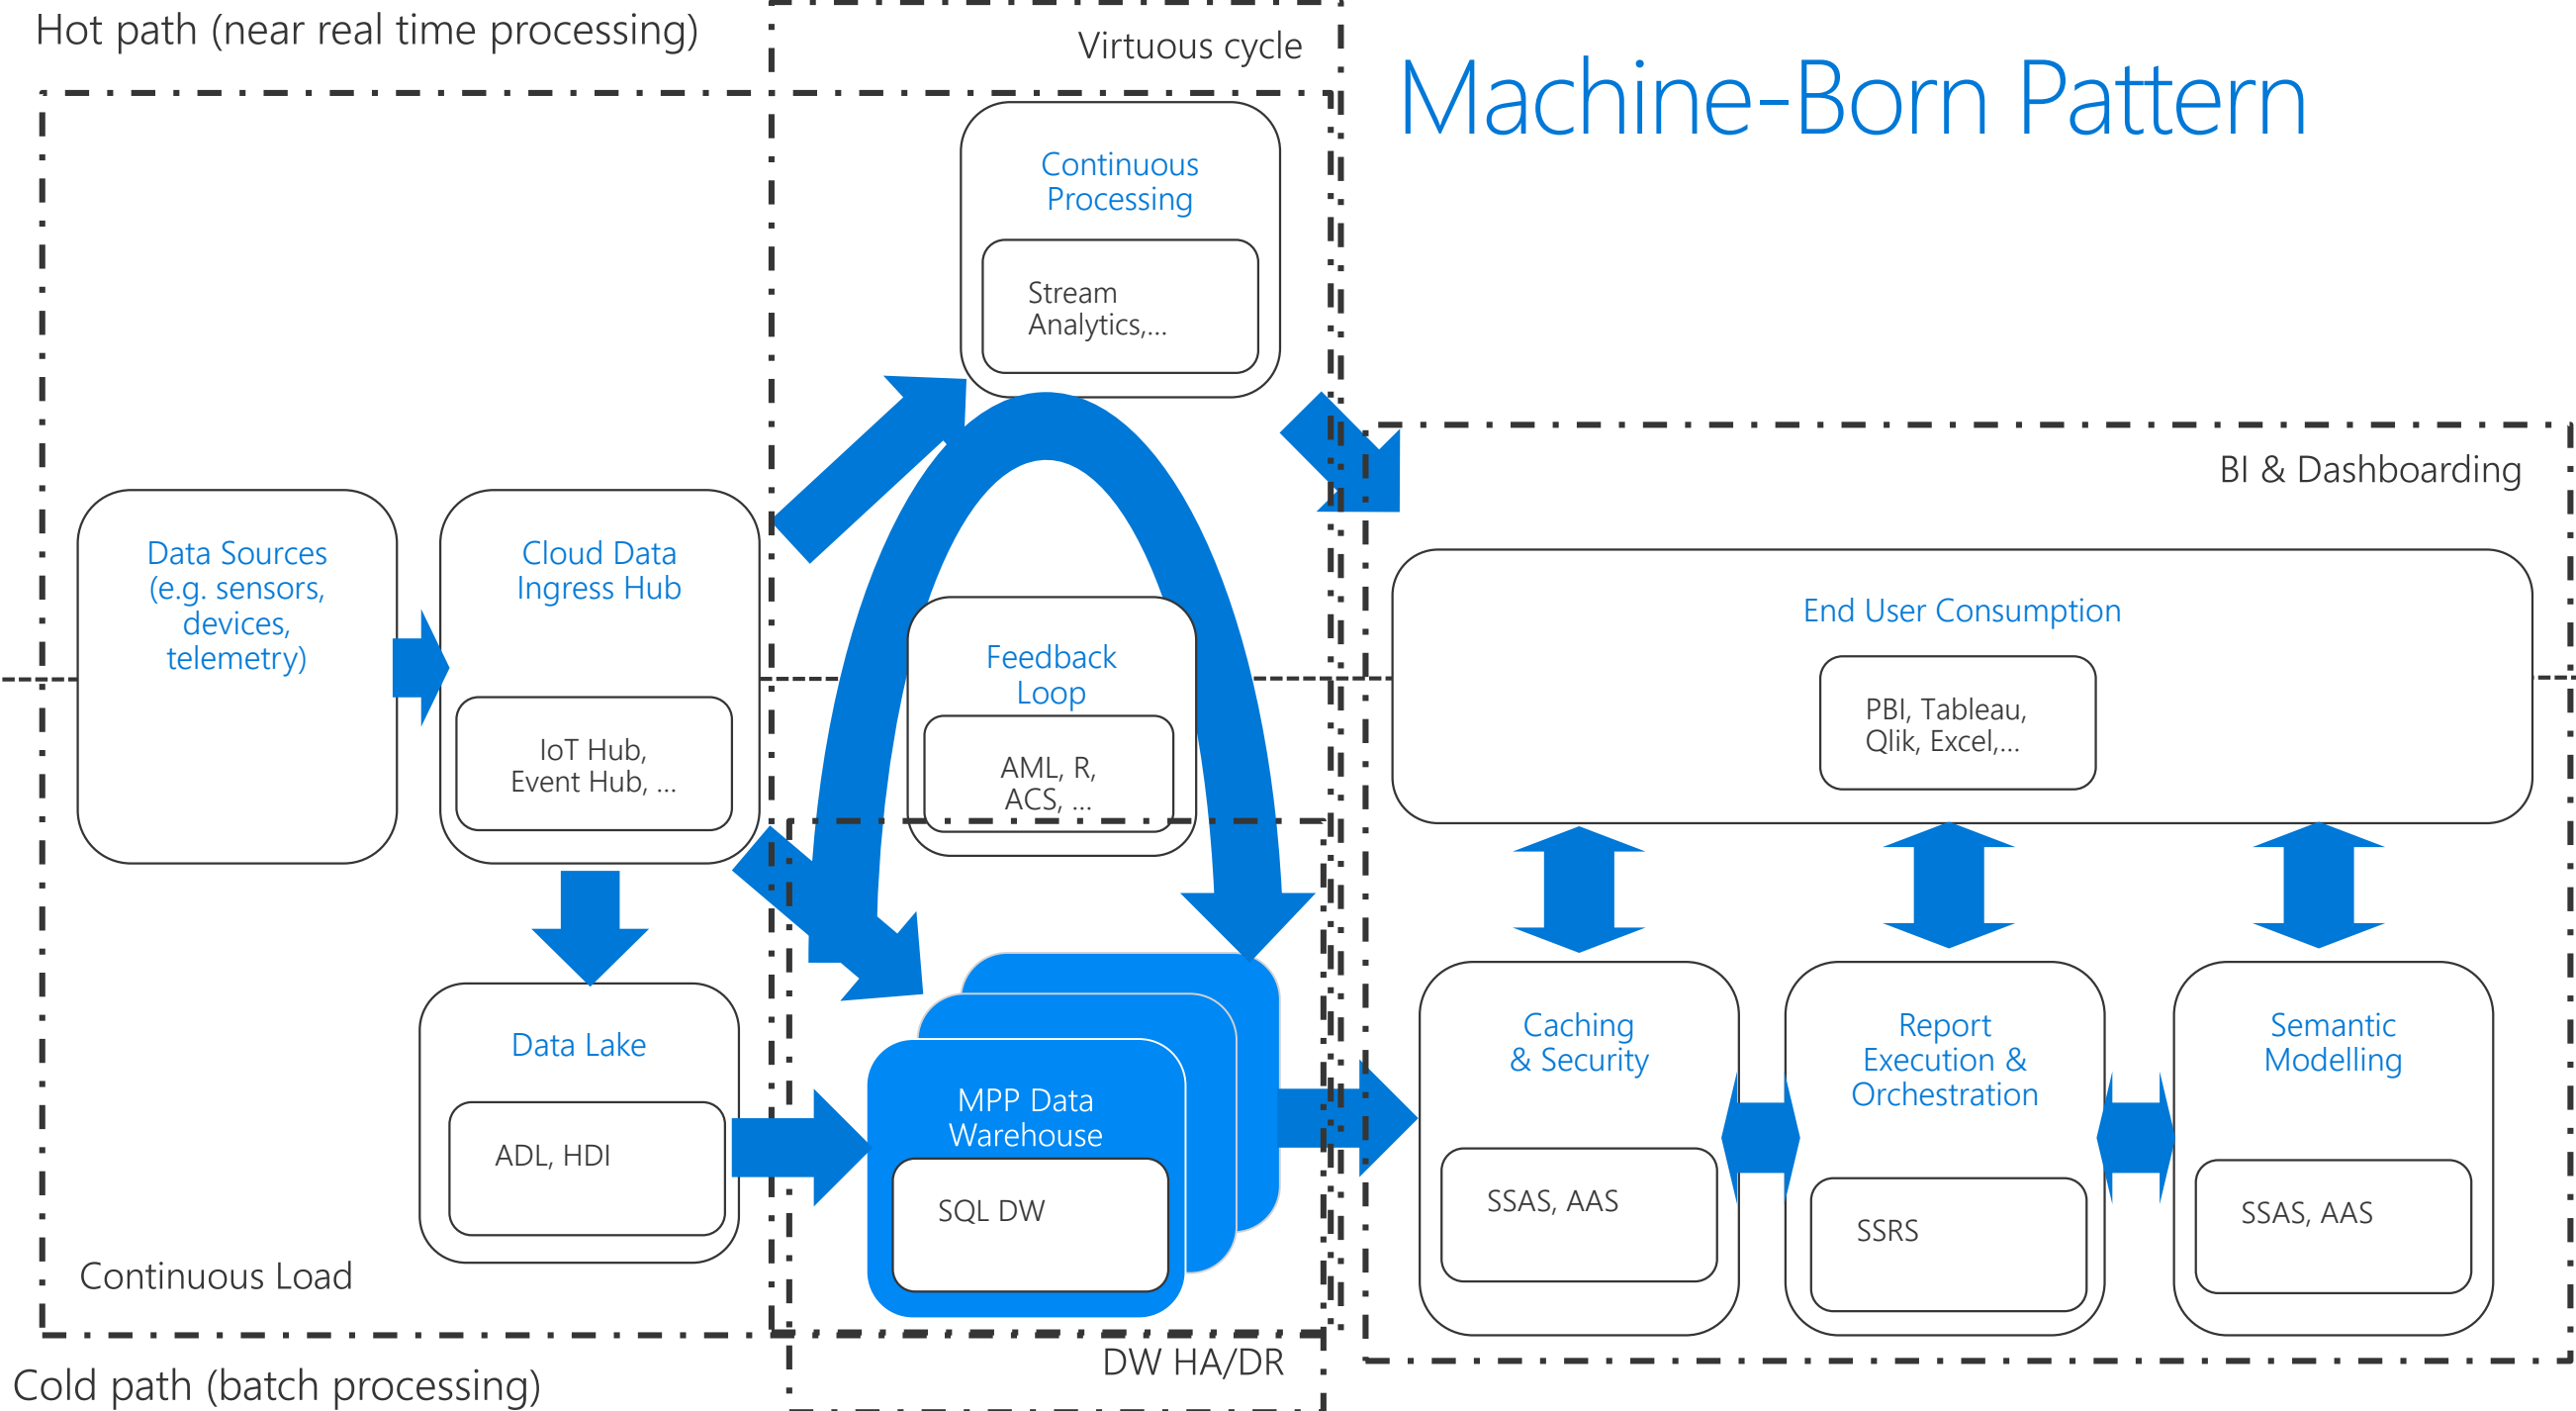 Hot path (near real time processing)
Virtuous cycle
Machine-Born Pattern
Continuous
Processing
Stream
Analytics,...
BI & Dashboarding
Data Sources
(e.g. sensors,
devices,
telemetry)
Cloud Data
Ingress Hub
IoT Hub,
Event Hub, ...
Feedback
Loop
AML, R,
ACS, ...
End User Consumption
PBI, Tableau,
Qlik, Excel,...
Data Lake
ADL, HDI
MPP Data
Warehouse
SQL DW
Caching
& Security
SSAS, AAS
Report
Execution &
Orchestration
SSRS
Semantic
Modelling
SSAS, AAS
Continuous Load
DW HA/DR
Cold path (batch processing)